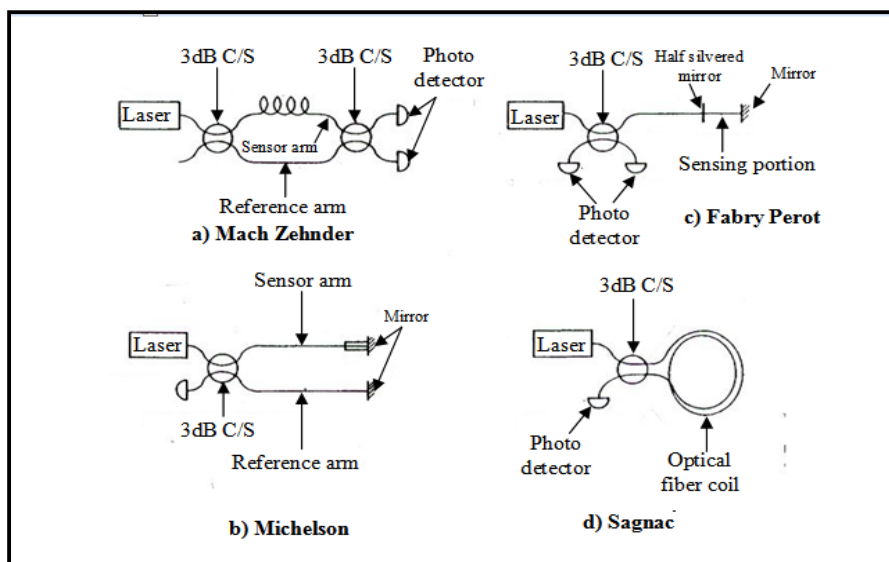 3dB C/S
3dB C/S
Photo
detector
Laser
Sensor arm
Reference arm
a) Mach Zehnder
3dB C/S
Half silvered
mirror
Mirror
Laser
Sensing portion
Photo
detector
c) Fabry Perot
Sensor arm
Mirror
Laser
3dB C/S
Reference arm
b) Michelson
3dB C/S
Laser
Photo
detector
Optical
fiber coil
d) Sagnac